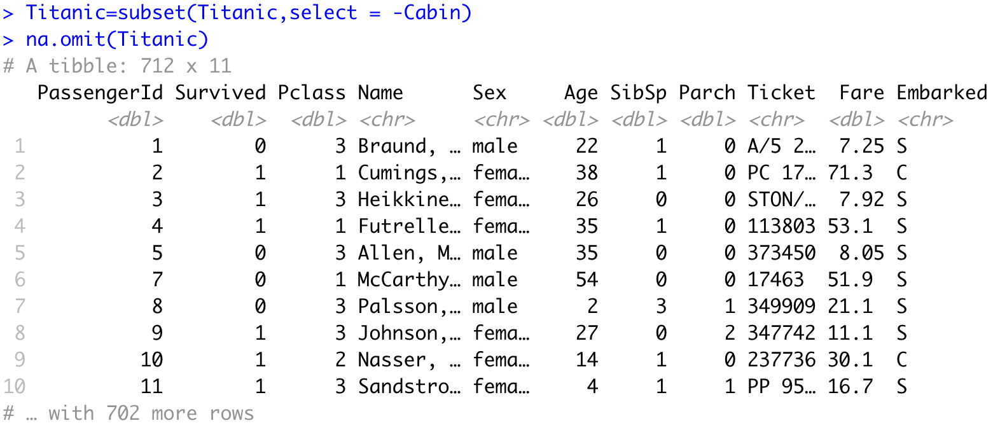 > Titanic=subset(Titanic,select = -Cabin)
> na.omit(Titanic)
# A tibble: 712 x 11
   PassengerId Survived Pclass Name     Sex     Age SibSp Parch Ticket  Fare Embarked
         <dbl>    <dbl>  <dbl> <chr>    <chr> <dbl> <dbl> <dbl> <chr>  <dbl> <chr>
 1           1        0      3 Braund, … male     22     1     0 A/5 2…  7.25 S
 2           2        1      1 Cumings,… fema…    38     1     0 PC 17… 71.3  C
 3           3        1      3 Heikkine… fema…    26     0     0 STON/…  7.92 S
 4           4        1      1 Futrelle… fema…    35     1     0 113803 53.1  S
 5           5        0      3 Allen, M… male     35     0     0 373450  8.05 S
 6           7        0      1 McCarthy… male     54     0     0 17463  51.9  S
 7           8        0      3 Palsson,… male      2     3     1 349909 21.1  S
 8           9        1      3 Johnson,… fema…    27     0     2 347742 11.1  S
 9          10        1      2 Nasser, … fema…    14     1     0 237736 30.1  C
10          11        1      3 Sandstro… fema…     4     1     1 PP 95… 16.7  S
# … with 702 more rows